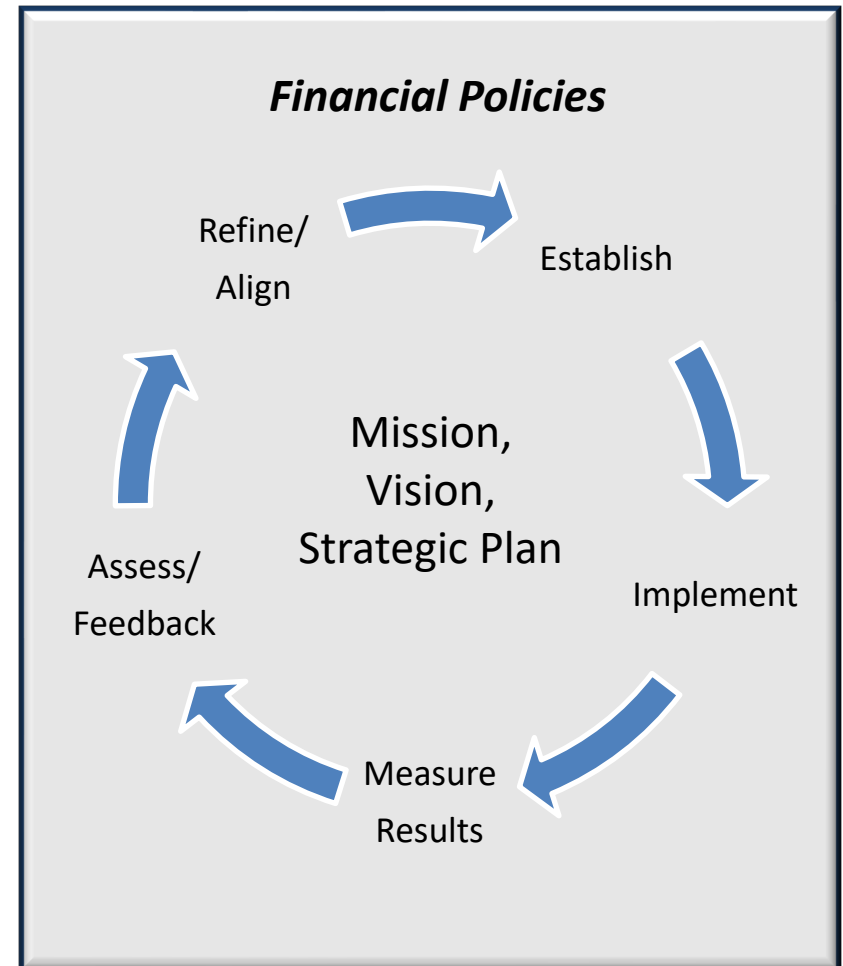 Financial Policies
Refine/
Align
Establish
Mission,
Vision,
Strategic Plan
Assess/
Feedback
Implement
Measure
Results